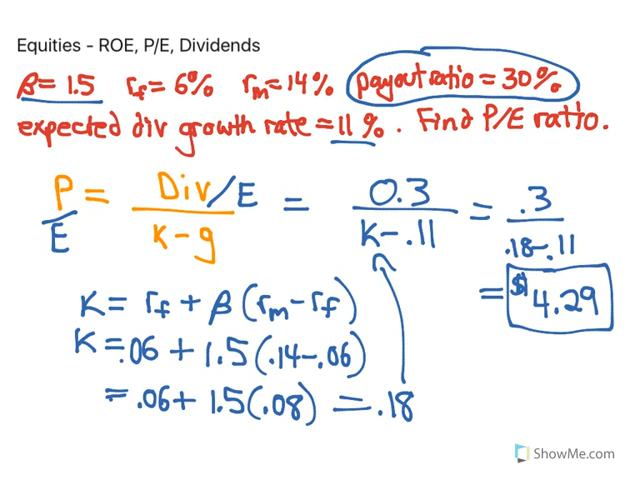 Equities - ROE, P/E, Dividends
β = 1.5 rf = 6% rm = 14% payout ratio = 30%
expected div growth rate = 11%. Find P/E ratio.
P/E = (Div/E)/(K-g) = 0.3/(K-.11) = .3/(.18-.11)
= $4.29
K = rf + β(rm-rf)
K = .06 + 1.5(.14-.06)
= .06 + 1.5(.08) = .18
ShowMe.com